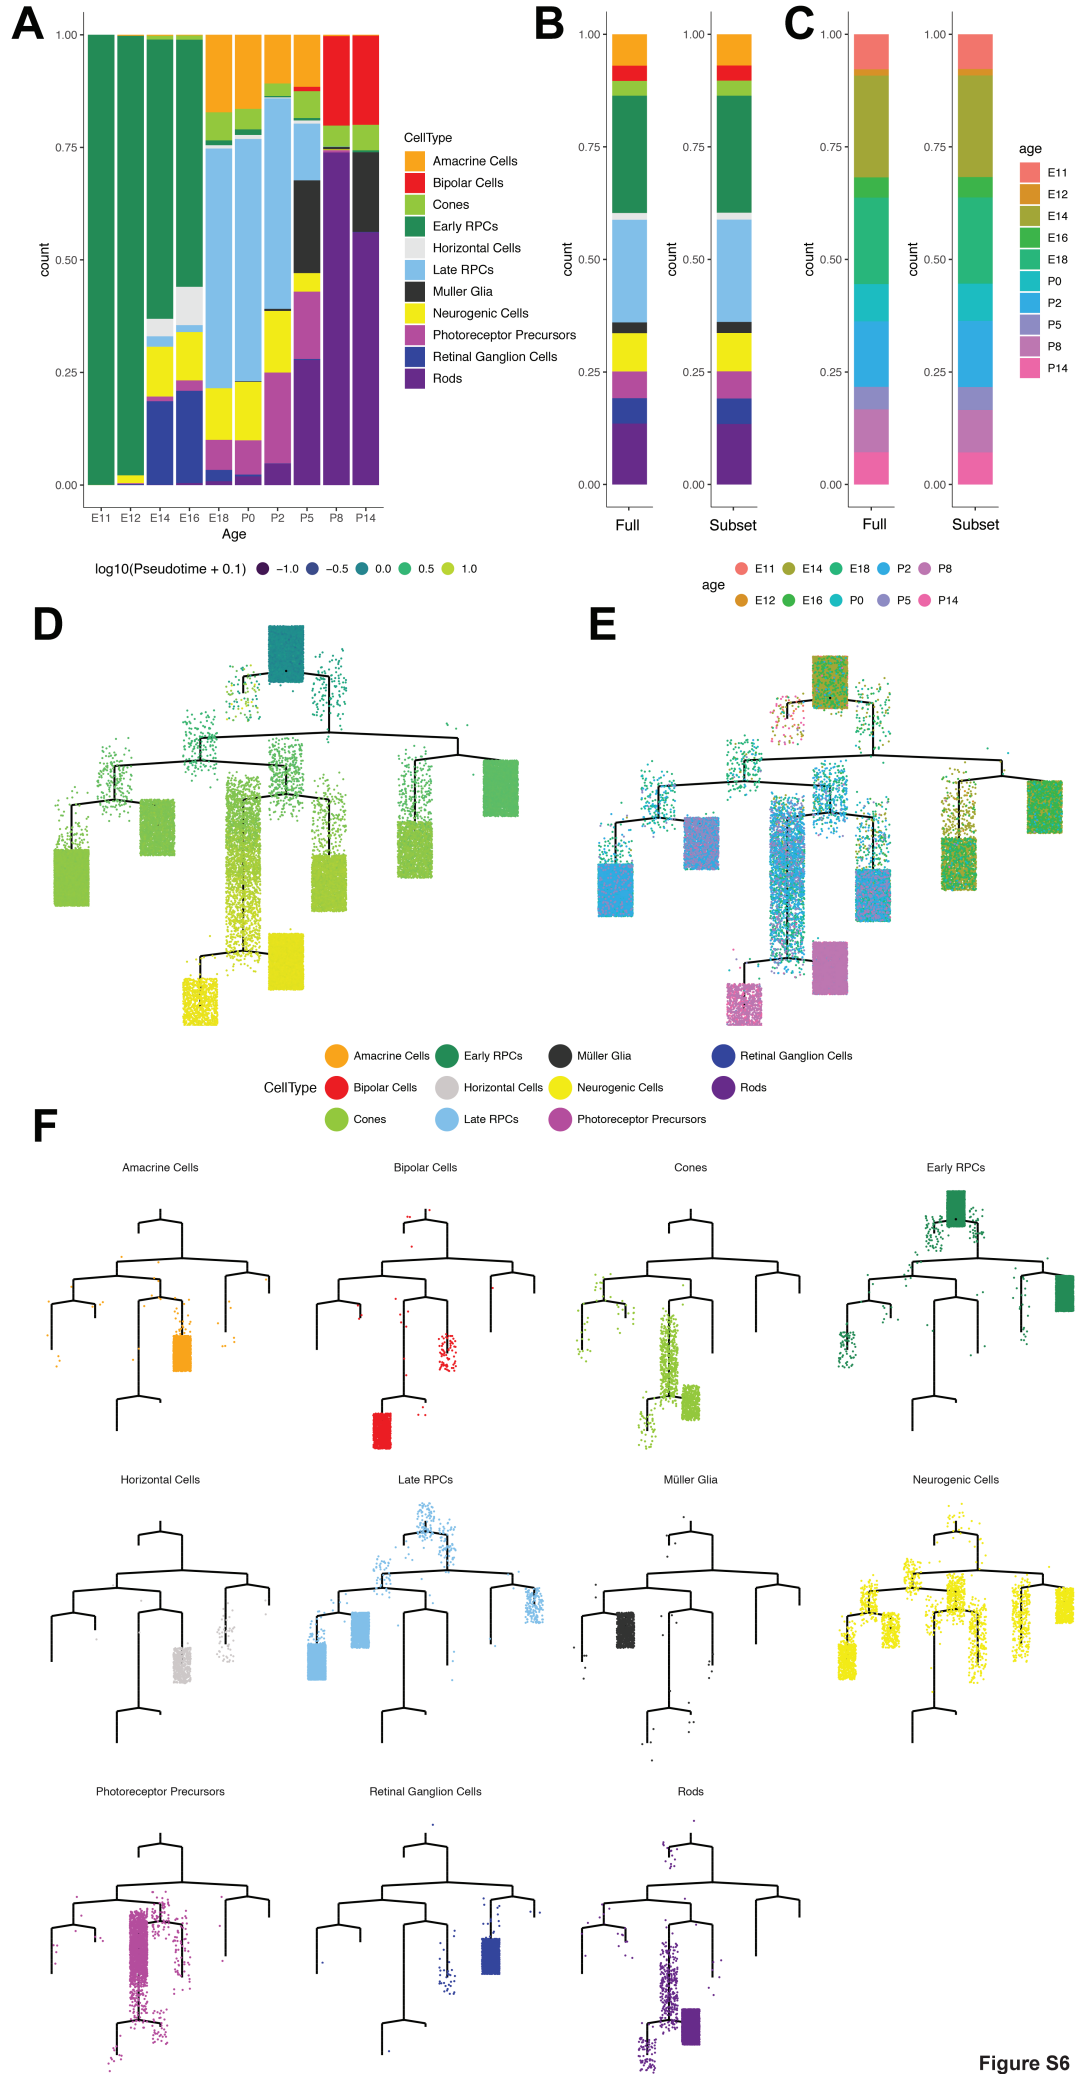 A
B
C
1.00
0.75
0.50
0.25
0.00
count
E11 E12 E14 E16 E18 P0 P2 P5 P8 P14
Age
CellType
Amacrine Cells
Bipolar Cells
Cones
Early RPCs
Horizontal Cells
Late RPCs
Muller Glia
Neurogenic Cells
Photoreceptor Precursors
Retinal Ganglion Cells
Rods
1.00
0.75
0.50
0.25
0.00
count
Full
1.00
0.75
0.50
0.25
0.00
count
Subset
1.00
0.75
0.50
0.25
0.00
count
Full
1.00
0.75
0.50
0.25
0.00
count
Subset
age
E11
E12
E14
E16
E18
P0
P2
P5
P8
P14
log10(Pseudotime + 0.1) −1.0 −0.5 0.0 0.5 1.0
age
E11 E14 E18 P2 P8
E12 E16 P0 P5 P14
D
E
CellType
Amacrine Cells Early RPCs Müller Glia Retinal Ganglion Cells
Bipolar Cells Horizontal Cells Neurogenic Cells Rods
Cones Late RPCs Photoreceptor Precursors
F
Amacrine Cells Bipolar Cells Cones Early RPCs
Horizontal Cells Late RPCs Müller Glia Neurogenic Cells
Photoreceptor Precursors Retinal Ganglion Cells Rods
Figure S6